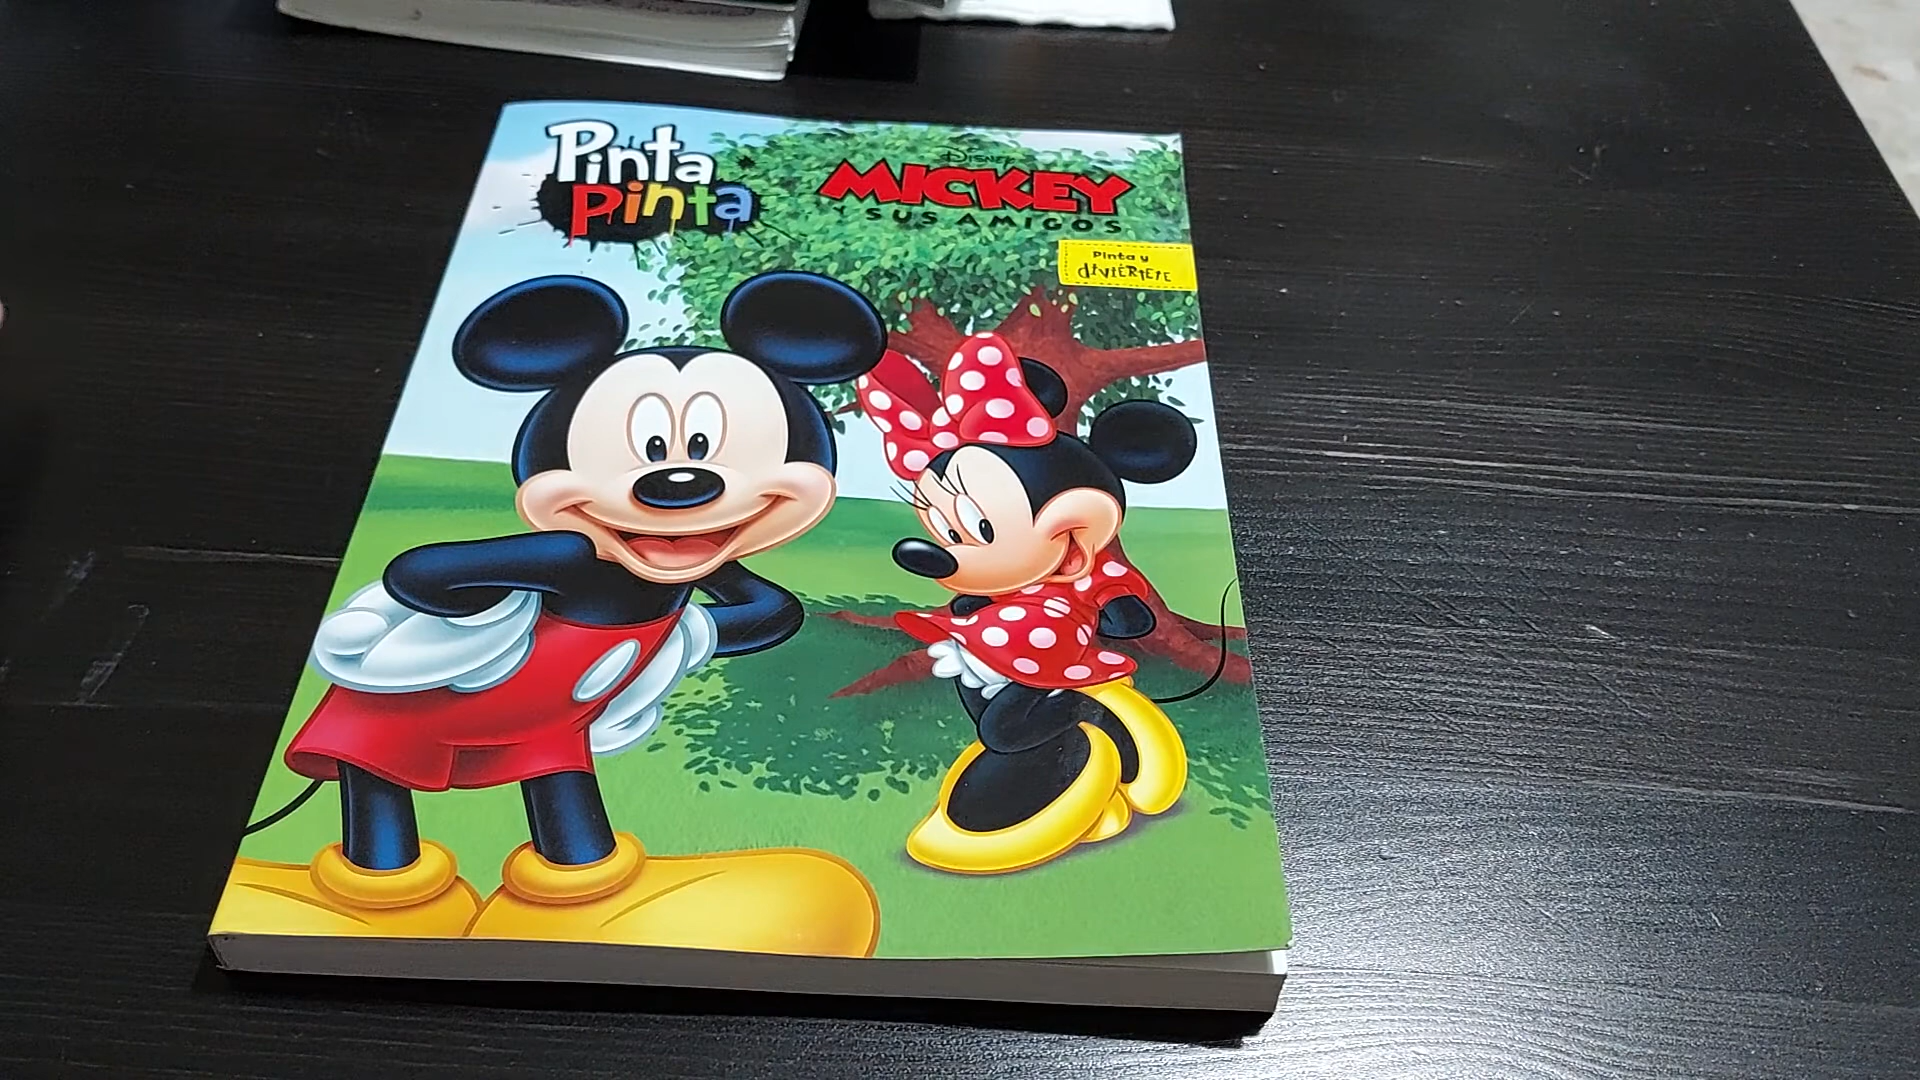 Pinta
Pinta
Disney
MICKEY
Y SUS AMIGOS
Pinta y
diviértete